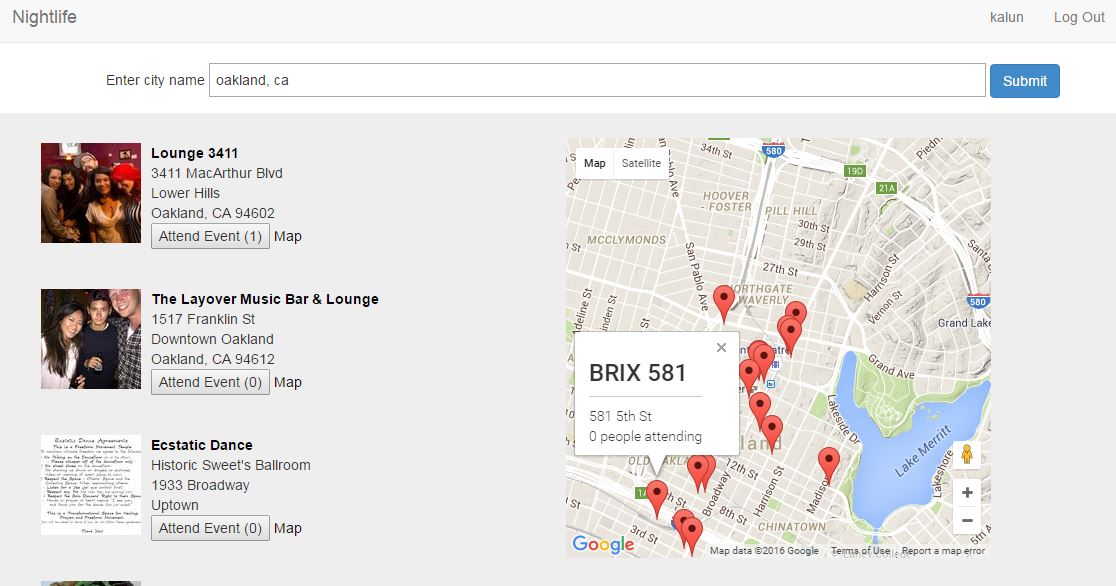 Nightlife
kalun
Log Out
Enter city name
oakland, ca
Submit
Lounge 3411
3411 MacArthur Blvd
Lower Hills
Oakland, CA 94602
Attend Event (1) Map
The Layover Music Bar & Lounge
1517 Franklin St
Downtown Oakland
Oakland, CA 94612
Attend Event (0) Map
Ecstatic Dance Agreements
Ecstatic Dance
Historic Sweet's Ballroom
1933 Broadway
Uptown
Attend Event (0) Map
Map
Satellite
34th St
580
19D
21A
HOOVER
- FOSTER
PILL HILL
30th St
29th St
MCCLYMONDS
San Pablo Ave
27th St
Harrison St
Vernon St
580
Grand Lake
Grand Ave
Lakeside Dr
Lake Merritt
BRIX 581
581 5th St
0 people attending
12th St
Broadway
Harrison St
Madison
8th St
3rd St
CHINATOWN
Google
Map data ©2016 Google
Terms of Use
Report a map error